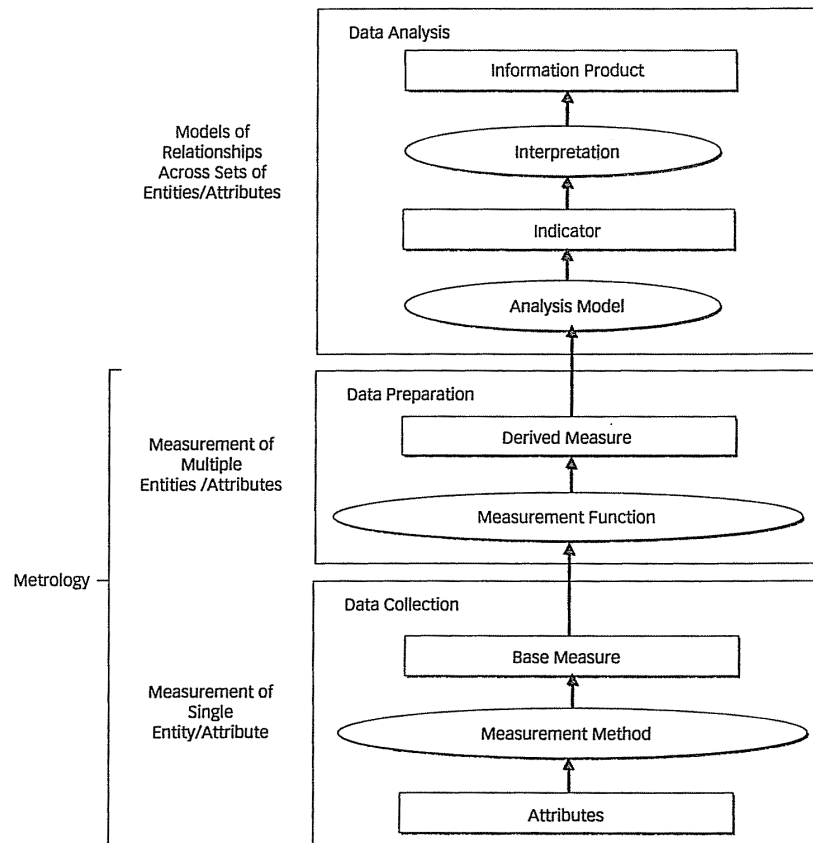 Data Analysis
Information Product
Models of
Relationships
Across Sets of
Entities/Attributes
Interpretation
Indicator
Analysis Model
Data Preparation
Measurement of
Multiple
Entities /Attributes
Derived Measure
Measurement Function
Metrology
Data Collection
Measurement of
Single
Entity/Attribute
Base Measure
Measurement Method
Attributes